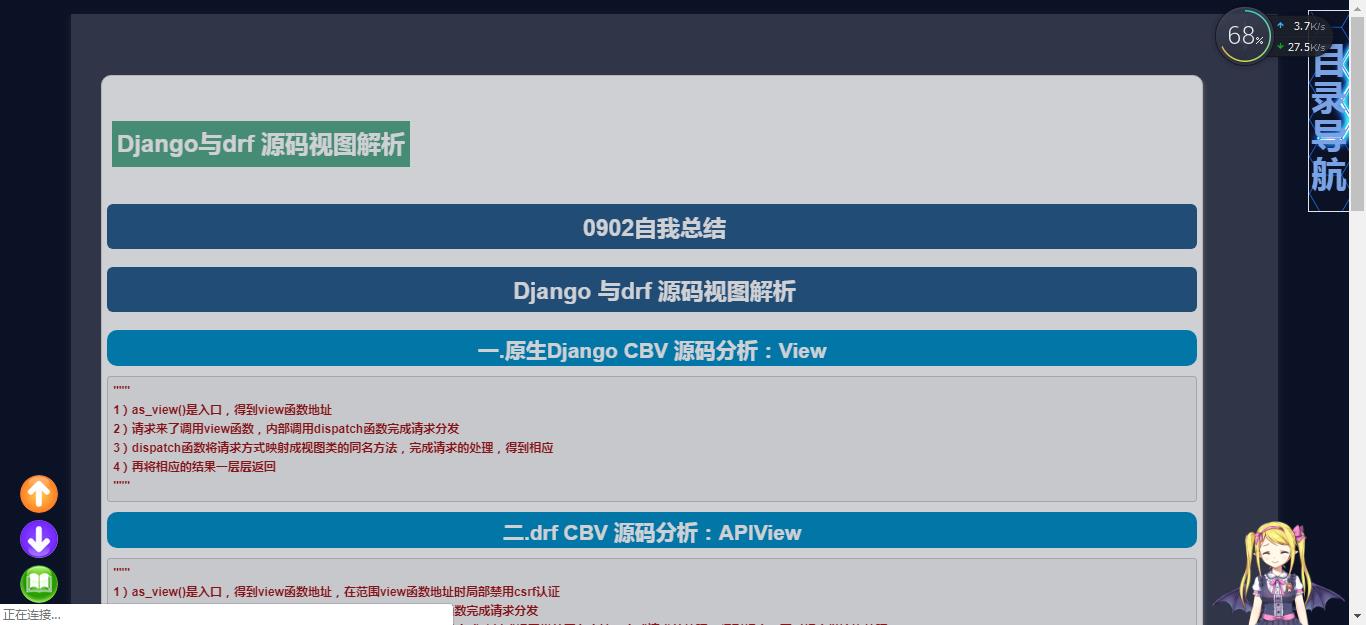 68%
3.7K/s
27.5K/s
目录导航
Django与drf 源码视图解析
0902自我总结
Django 与drf 源码视图解析
一.原生Django CBV 源码分析：View
"""
1）as_view()是入口，得到view函数地址
2）请求来了调用view函数，内部调用dispatch函数完成请求分发
3）dispatch函数将请求方式映射成视图类的同名方法，完成请求的处理，得到相应
4）再将相应的结果一层层返回
"""
二.drf CBV 源码分析：APIView
"""
1）as_view()是入口，得到view函数地址，在范围view函数地址时局部禁用csrf认证
数完成请求分发
正在连接...